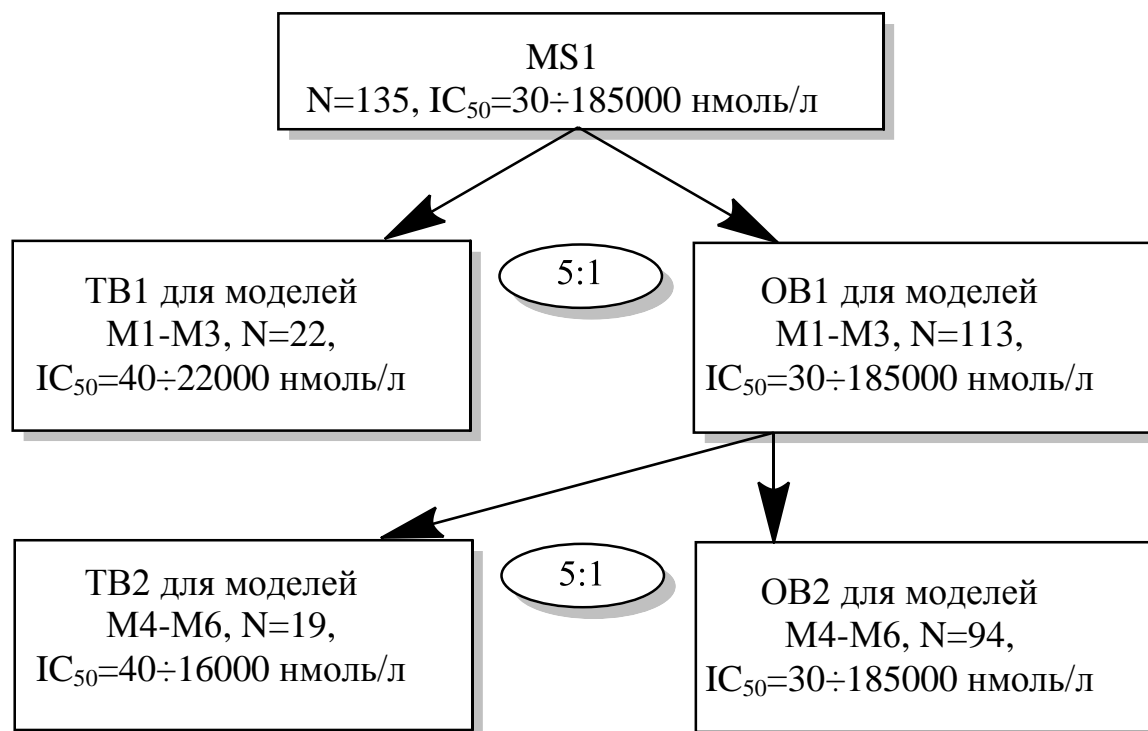 MS1
N=135, IC₅₀=30÷185000 нмоль/л
5:1
ТВ1 для моделей
М1-М3, N=22,
IC₅₀=40÷22000 нмоль/л
ОВ1 для моделей
М1-М3, N=113,
IC₅₀=30÷185000 нмоль/л
5:1
ТВ2 для моделей
М4-М6, N=19,
IC₅₀=40÷16000 нмоль/л
ОВ2 для моделей
М4-М6, N=94,
IC₅₀=30÷185000 нмоль/л